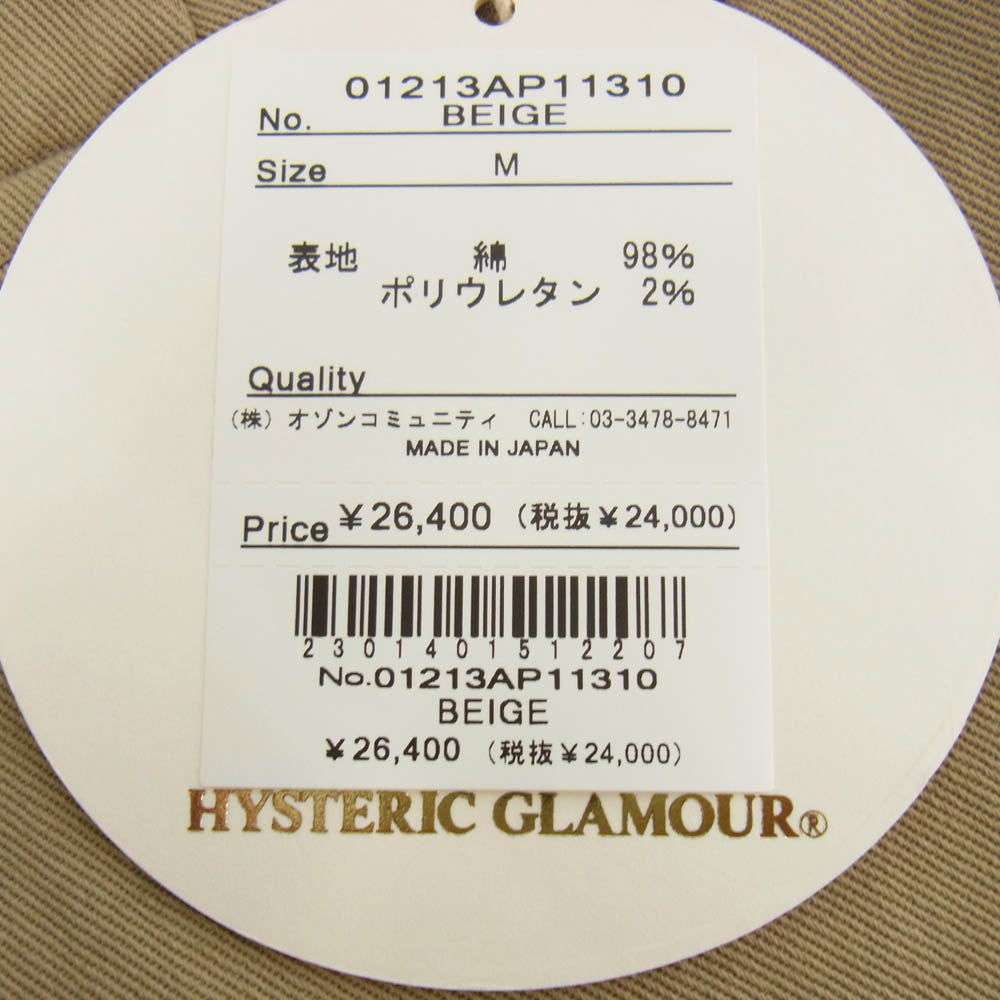 01213AP11310
No. BEIGE
Size M
表地 綿 98%
ポリウレタン 2%
Quality
(株) オゾンコミュニティ CALL:03-3478-8471
MADE IN JAPAN
Price ¥26,400 (税抜¥24,000)
2301401512207
No.01213AP11310
BEIGE
¥26,400 (税抜¥24,000)
HYSTERIC GLAMOUR®